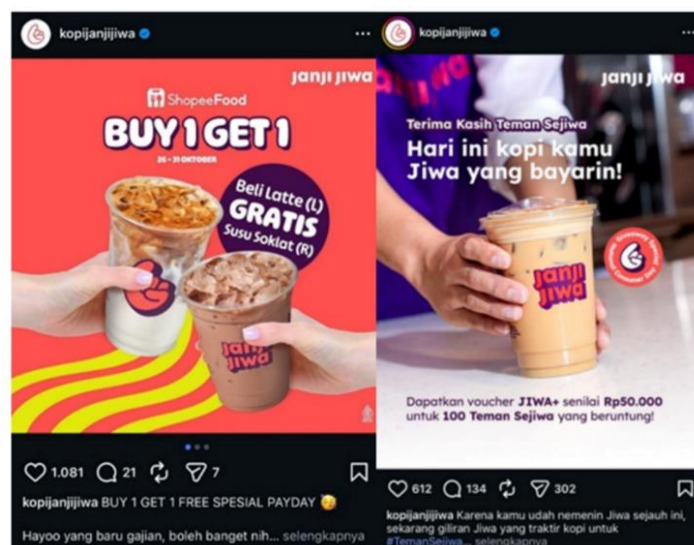 kopijanjijiwa
JANJI JIWA
ShopeeFood
BUY 1 GET 1
26 - 31 OKTOBER
Beli Latte (L)
GRATIS
Susu Soklat (R)
JANJI
JIWA
1.081 21 7
kopijanjijiwa BUY 1 GET 1 FREE SPESIAL PAYDAY 🥳
Hayoo yang baru gajian, boleh banget nih... selengkapnya
kopijanjijiwa
JANJI JIWA
Terima Kasih Teman Sejiwa
Hari ini kopi kamu
Jiwa yang bayarin!
JANJI
JIWA
Dapatkan voucher JIWA+ senilai Rp50.000
untuk 100 Teman Sejiwa yang beruntung!
612 134 302
kopijanjijiwa Karena kamu udah nemenin Jiwa sejauh ini,
sekarang giliran Jiwa yang traktir kopi untuk
#TemanSejiwa... selengkapnya